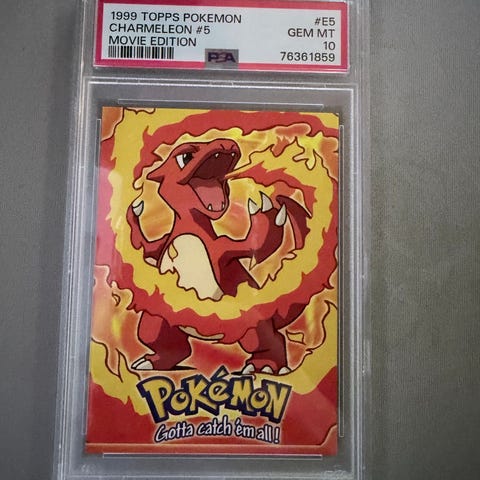 1999 TOPPS POKEMON #E5
CHARMELEON #5 GEM MT
MOVIE EDITION PSA 10
76361859
POKéMON
Gotta catch 'em all!